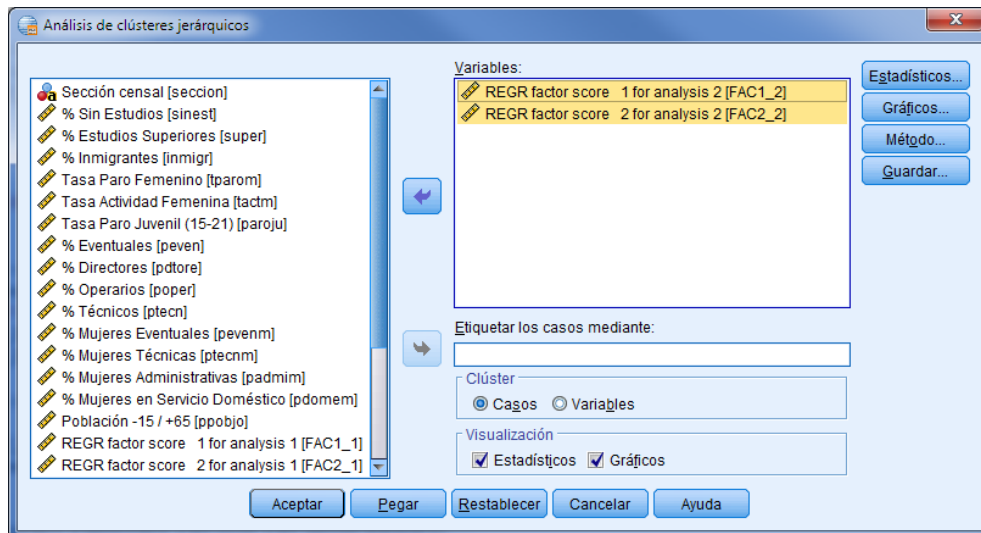 Análisis de clústeres jerárquicos
Sección censal [seccion]
% Sin Estudios [sinest]
% Estudios Superiores [super]
% Inmigrantes [inmigr]
Tasa Paro Femenino [tparom]
Tasa Actividad Femenina [tactm]
Tasa Paro Juvenil (15-21) [paroju]
% Eventuales [peven]
% Directores [pdtore]
% Operarios [poper]
% Técnicos [ptecn]
% Mujeres Eventuales [pevenm]
% Mujeres Técnicas [ptecnm]
% Mujeres Administrativas [padmim]
% Mujeres en Servicio Doméstico [pdomem]
Población -15 / +65 [ppobjo]
REGR factor score 1 for analysis 1 [FAC1_1]
REGR factor score 2 for analysis 1 [FAC2_1]
Variables:
REGR factor score 1 for analysis 2 [FAC1_2]
REGR factor score 2 for analysis 2 [FAC2_2]
Etiquetar los casos mediante:
Clúster
Casos Variables
Visualización
Estadísticos Gráficos
Estadísticos...
Gráficos...
Método...
Guardar...
Aceptar Pegar Restablecer Cancelar Ayuda